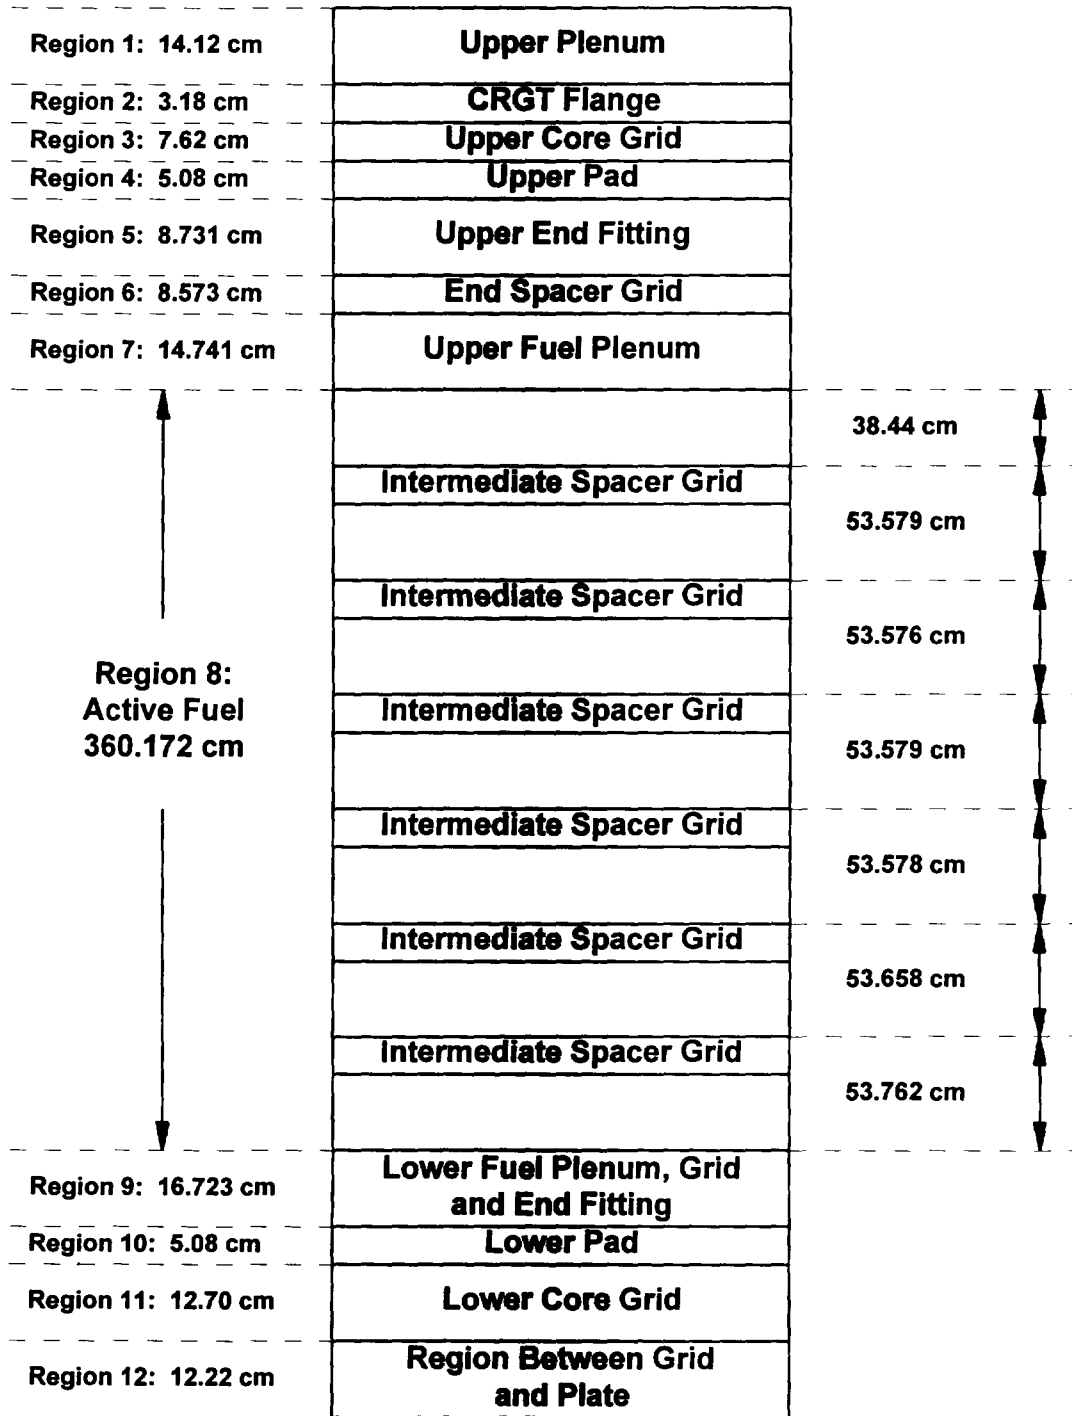 Region 1: 14.12 cm
Upper Plenum
Region 2: 3.18 cm
CRGT Flange
Region 3: 7.62 cm
Upper Core Grid
Region 4: 5.08 cm
Upper Pad
Region 5: 8.731 cm
Upper End Fitting
Region 6: 8.573 cm
End Spacer Grid
Region 7: 14.741 cm
Upper Fuel Plenum
38.44 cm
Intermediate Spacer Grid
53.579 cm
Intermediate Spacer Grid
53.576 cm
Region 8:
Active Fuel
360.172 cm
Intermediate Spacer Grid
53.579 cm
Intermediate Spacer Grid
53.578 cm
Intermediate Spacer Grid
53.658 cm
Intermediate Spacer Grid
53.762 cm
Region 9: 16.723 cm
Lower Fuel Plenum, Grid
and End Fitting
Region 10: 5.08 cm
Lower Pad
Region 11: 12.70 cm
Lower Core Grid
Region 12: 12.22 cm
Region Between Grid
and Plate